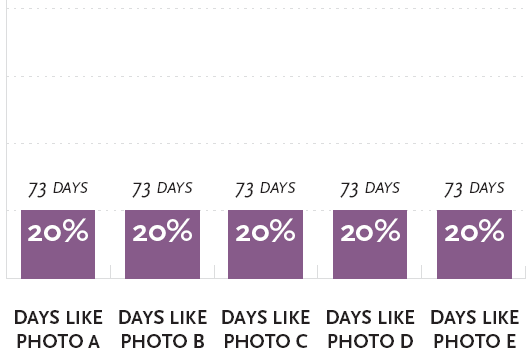 73 DAYS 73 DAYS 73 DAYS 73 DAYS 73 DAYS
20% 20% 20% 20% 20%
DAYS LIKE DAYS LIKE DAYS LIKE DAYS LIKE DAYS LIKE
PHOTO A PHOTO B PHOTO C PHOTO D PHOTO E